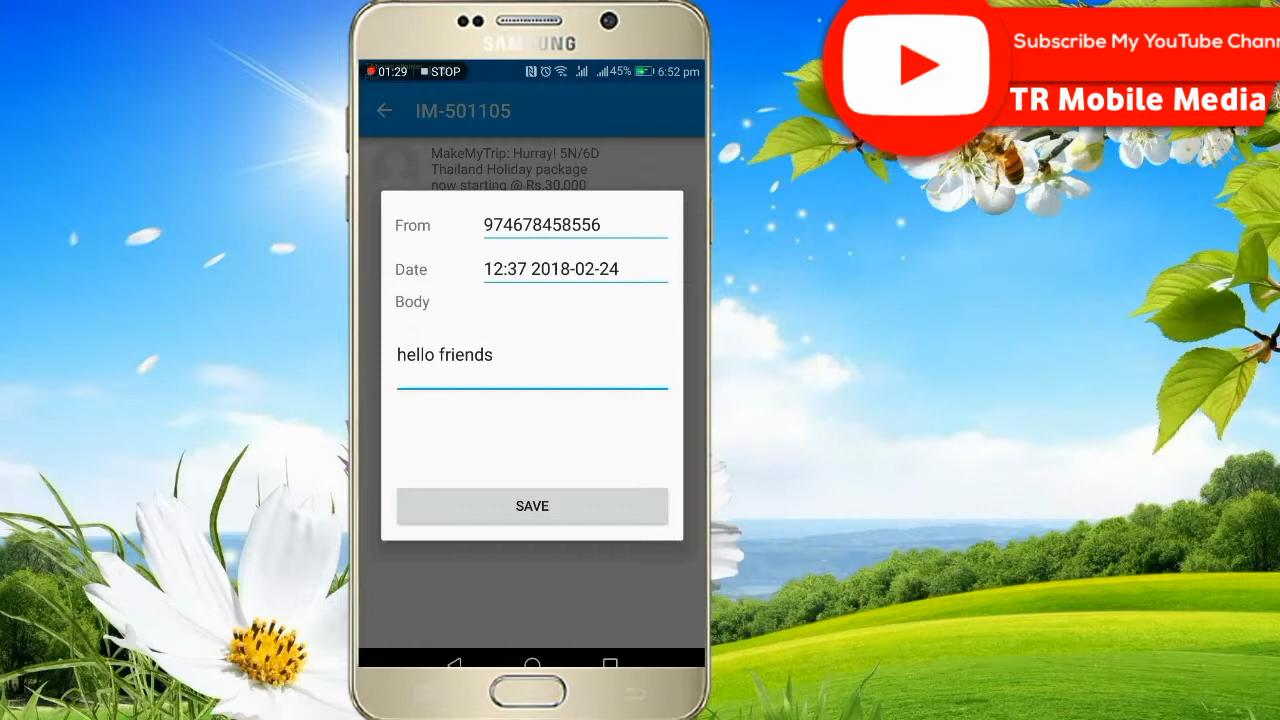 SAMSUNG
01:29 STOP 45% 6:52 pm
IM-501105
MakeMyTrip: Hurray! 5N/6D
Thailand Holiday package
now starting @ Rs.30,000
From 974678458556
Date 12:37 2018-02-24
Body
hello friends
SAVE
Subscribe My YouTube Chann
TR Mobile Media